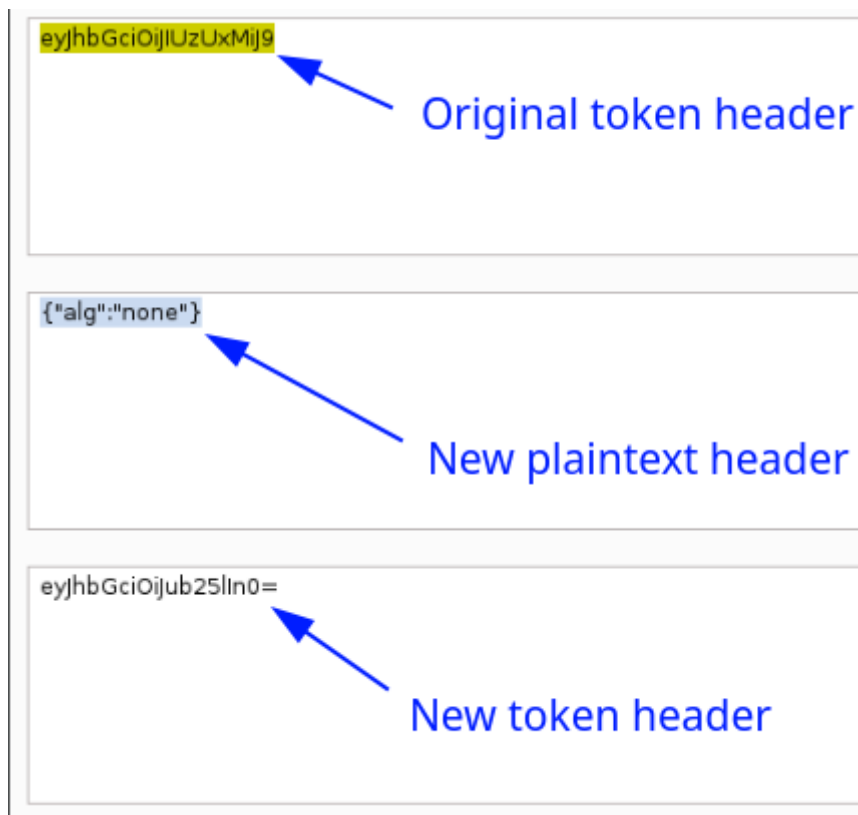 eyJhbGciOiJIUzUxMiJ9
Original token header
{"alg":"none"}
New plaintext header
eyJhbGciOiJub25lIn0=
New token header